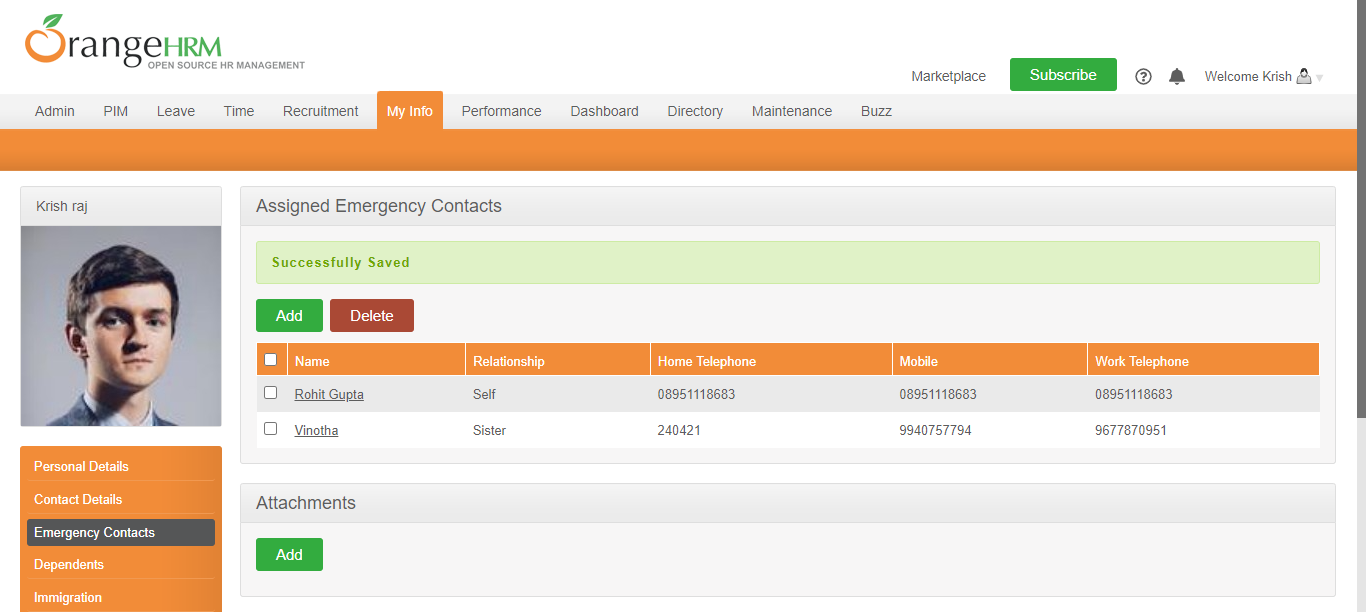 OrangeHRM
OPEN SOURCE HR MANAGEMENT
Marketplace Subscribe ? Welcome Krish
Admin PIM Leave Time Recruitment My Info Performance Dashboard Directory Maintenance Buzz
Krish raj
Personal Details
Contact Details
Emergency Contacts
Dependents
Immigration
Assigned Emergency Contacts
Successfully Saved
Add Delete
Name Relationship Home Telephone Mobile Work Telephone
Rohit Gupta Self 08951118683 08951118683 08951118683
Vinotha Sister 240421 9940757794 9677870951
Attachments
Add